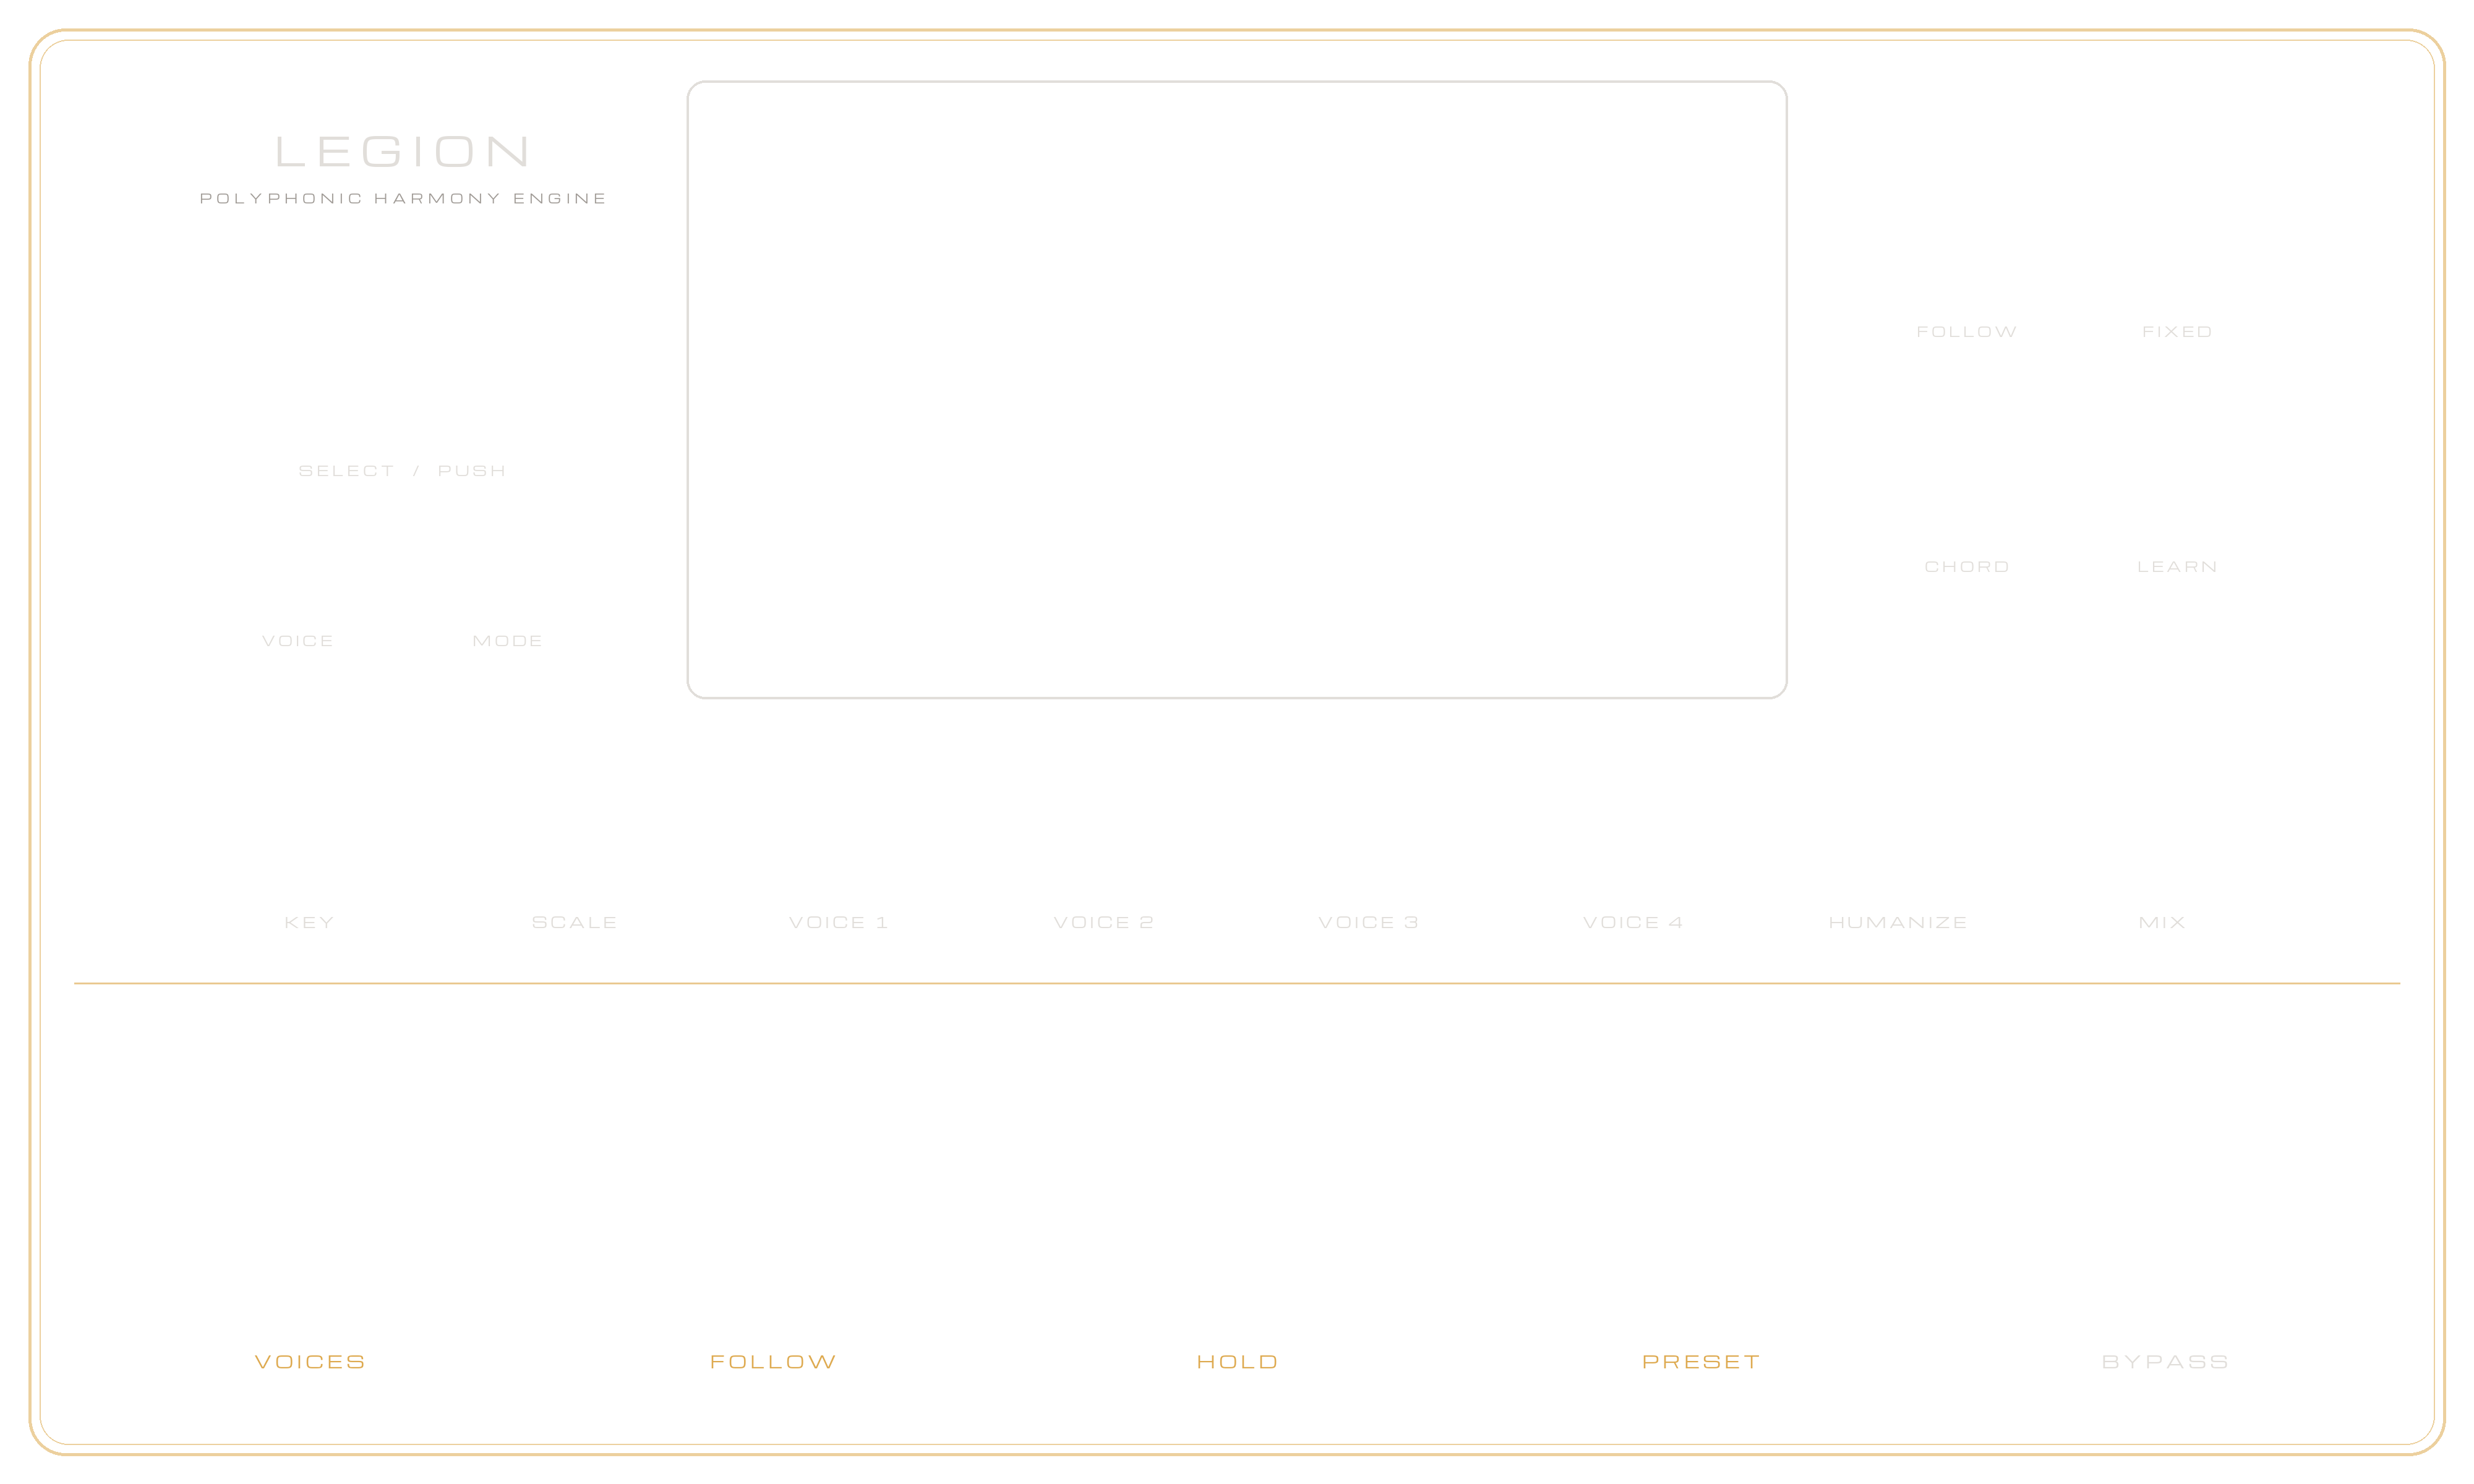 LEGION
POLYPHONIC HARMONY ENGINE
FOLLOW FIXED
SELECT / PUSH
CHORD LEARN
VOICE MODE
KEY SCALE VOICE 1 VOICE 2 VOICE 3 VOICE 4 HUMANIZE MIX
VOICES FOLLOW HOLD PRESET BYPASS